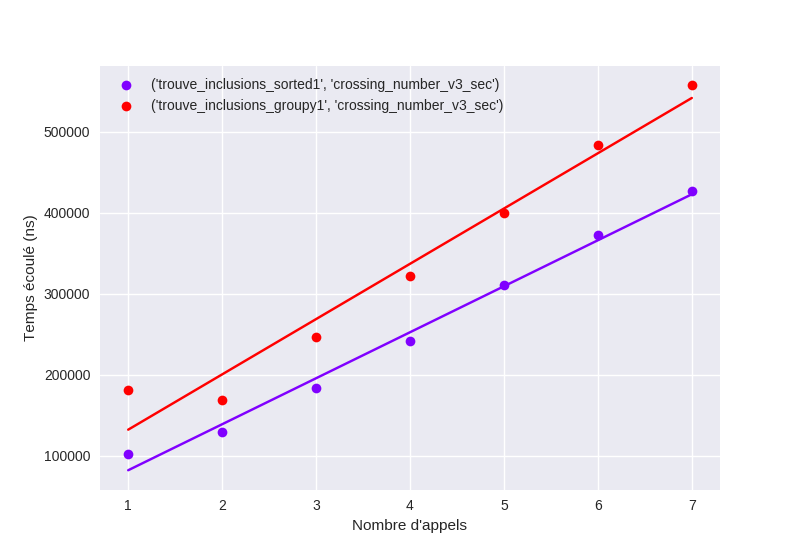 ('trouve_inclusions_sorted1', 'crossing_number_v3_sec')
('trouve_inclusions_groupy1', 'crossing_number_v3_sec')
500000
400000
300000
200000
100000
Temps écoulé (ns)
1 2 3 4 5 6 7
Nombre d'appels